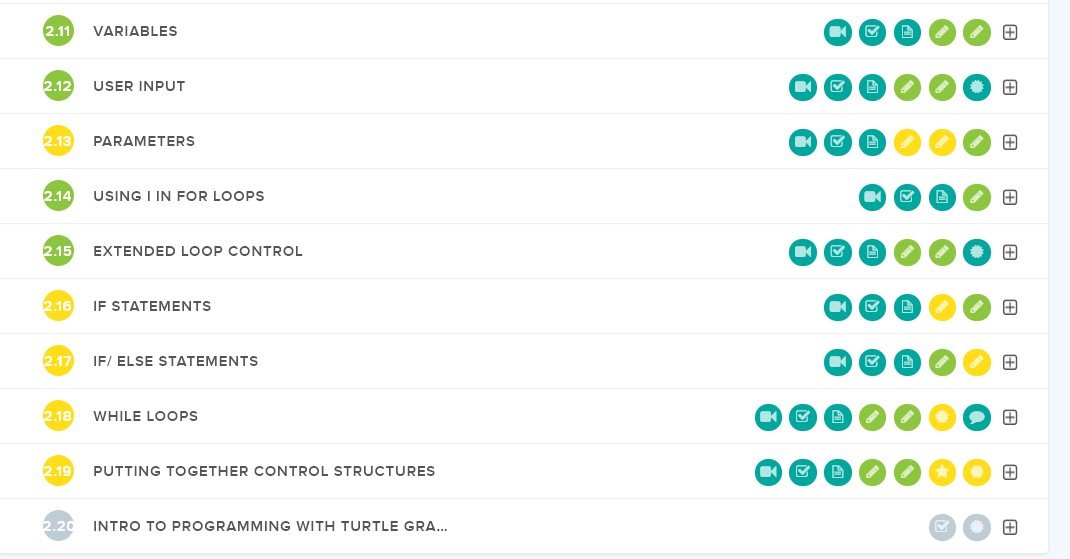 2.11 VARIABLES
2.12 USER INPUT
2.13 PARAMETERS
2.14 USING I IN FOR LOOPS
2.15 EXTENDED LOOP CONTROL
2.16 IF STATEMENTS
2.17 IF/ ELSE STATEMENTS
2.18 WHILE LOOPS
2.19 PUTTING TOGETHER CONTROL STRUCTURES
2.20 INTRO TO PROGRAMMING WITH TURTLE GRA...